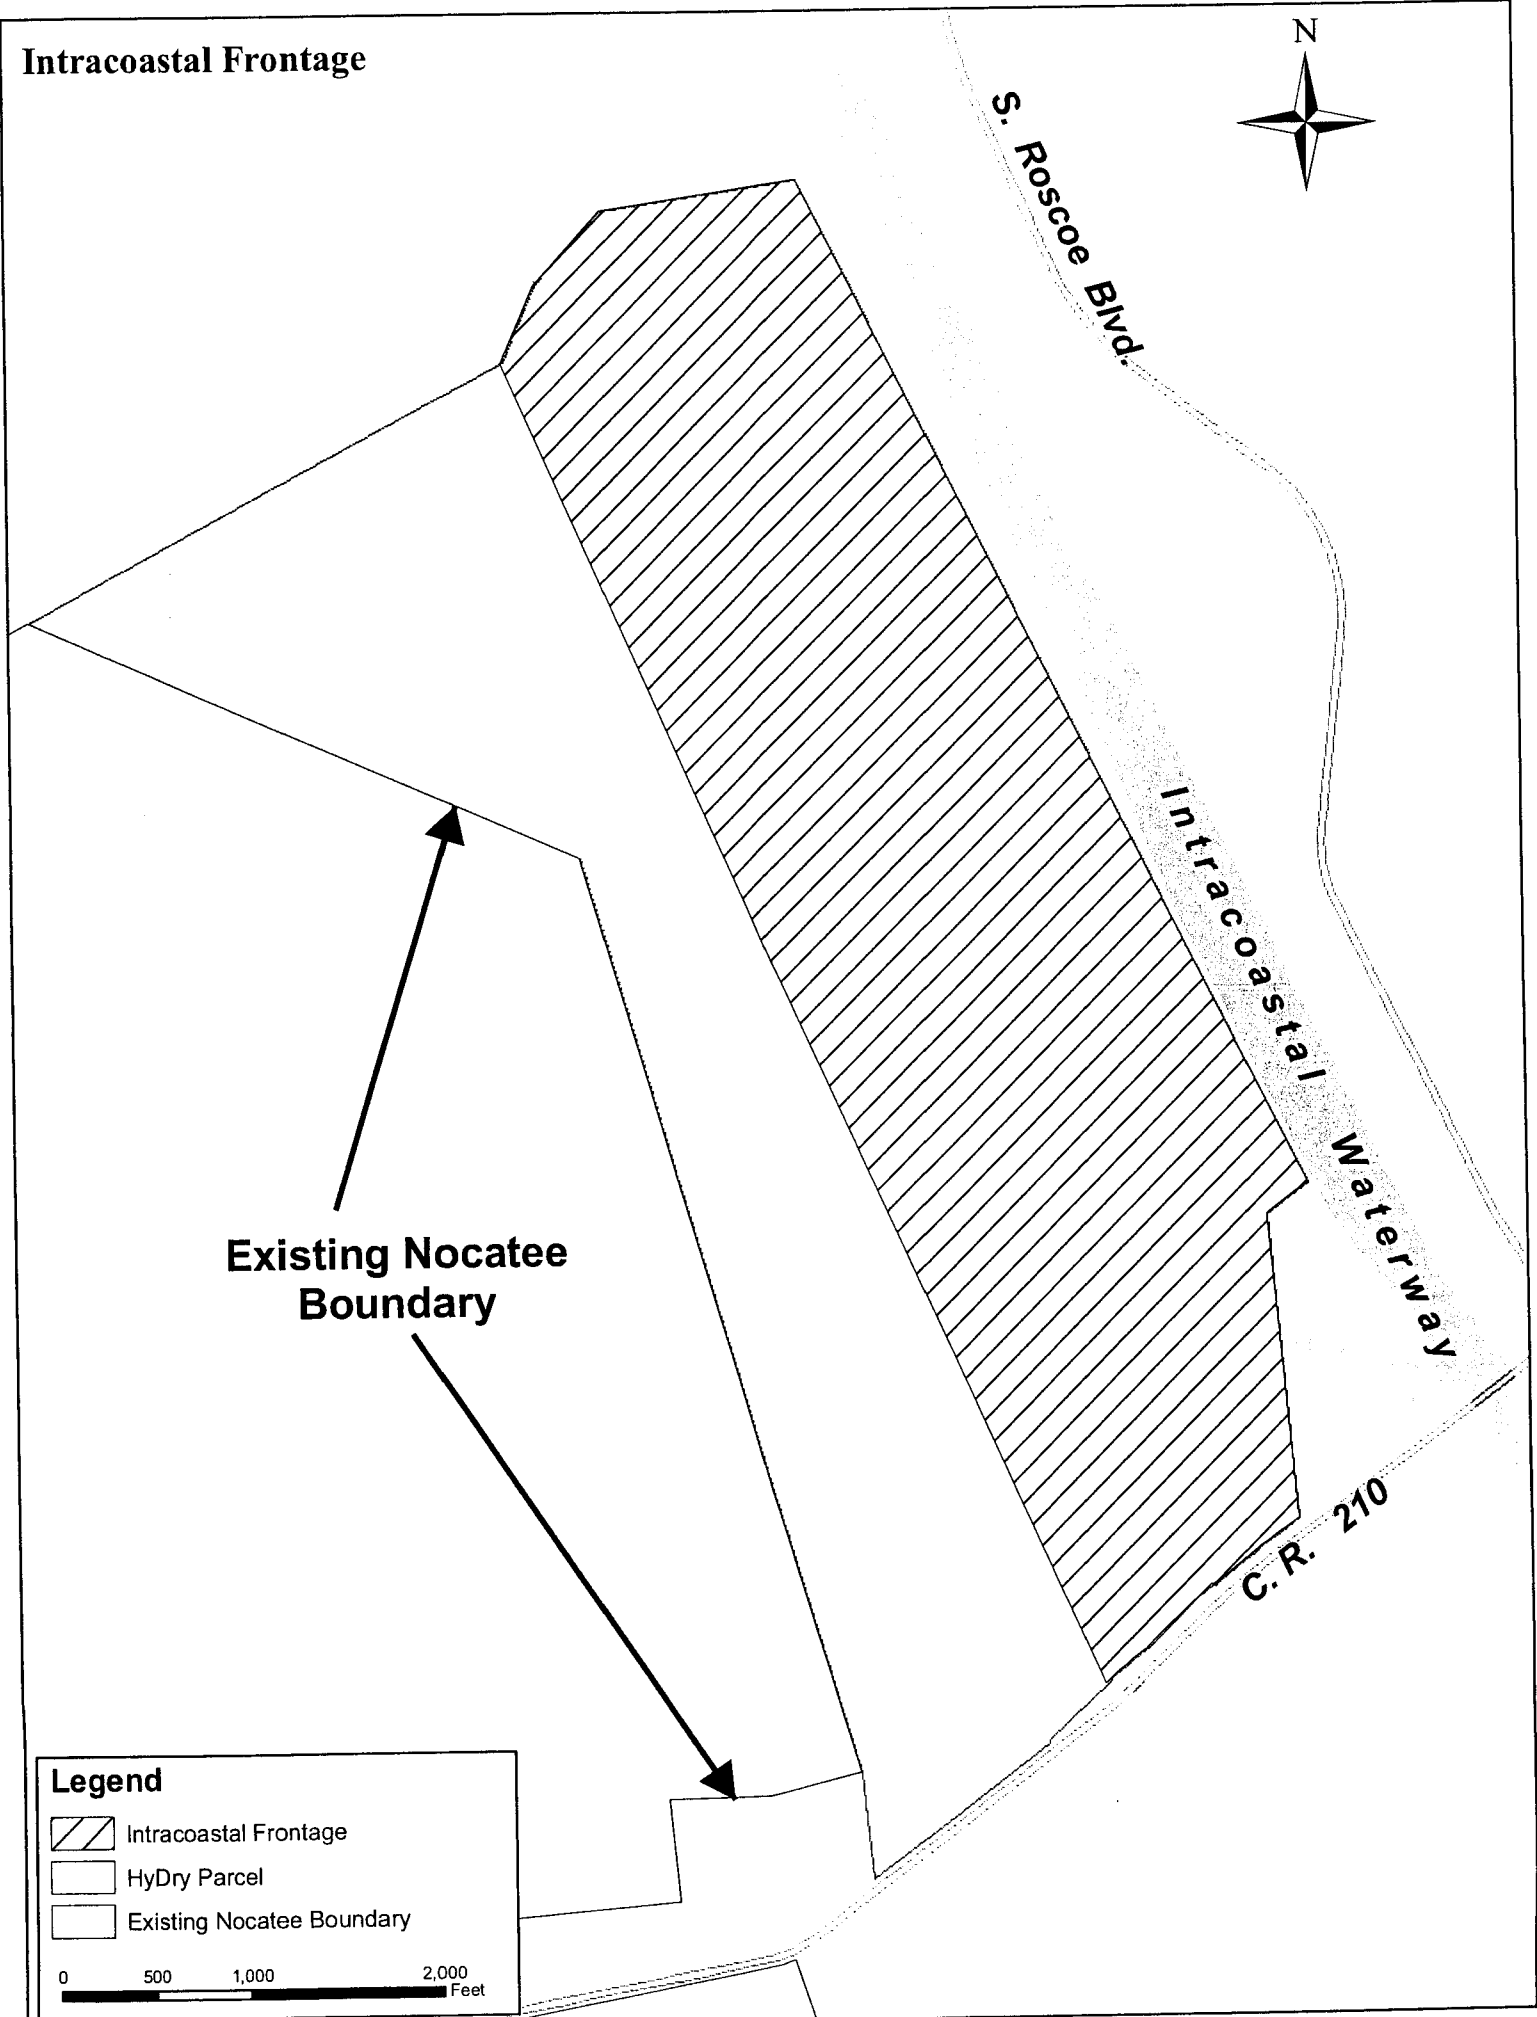 Intracoastal Frontage
N
S. Roscoe Blvd.
Intracoastal Waterway
Existing Nocatee
Boundary
C. R. 210
Legend
Intracoastal Frontage
HyDry Parcel
Existing Nocatee Boundary
0 500 1,000 2,000
Feet